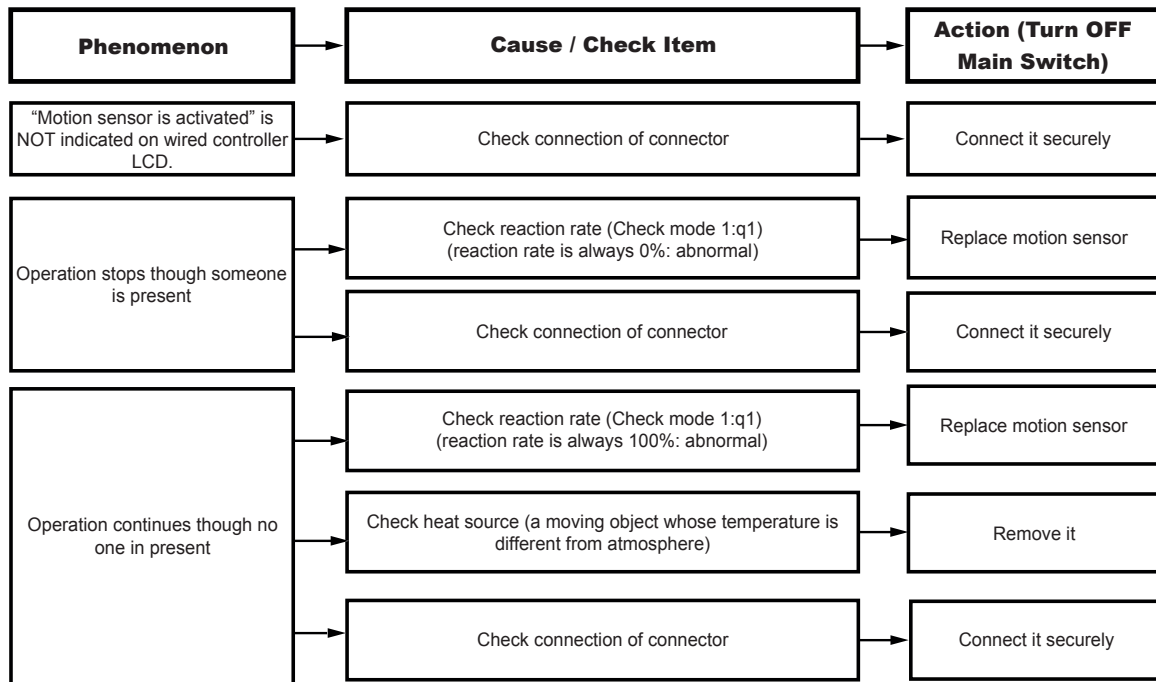 Phenomenon
Cause / Check Item
Action (Turn OFF
Main Switch)
“Motion sensor is activated” is
NOT indicated on wired controller
LCD.
Check connection of connector
Connect it securely
Operation stops though someone
is present
Check reaction rate (Check mode 1:q1)
(reaction rate is always 0%: abnormal)
Replace motion sensor
Check connection of connector
Connect it securely
Operation continues though no
one in present
Check reaction rate (Check mode 1:q1)
(reaction rate is always 100%: abnormal)
Replace motion sensor
Check heat source (a moving object whose temperature is
different from atmosphere)
Remove it
Check connection of connector
Connect it securely